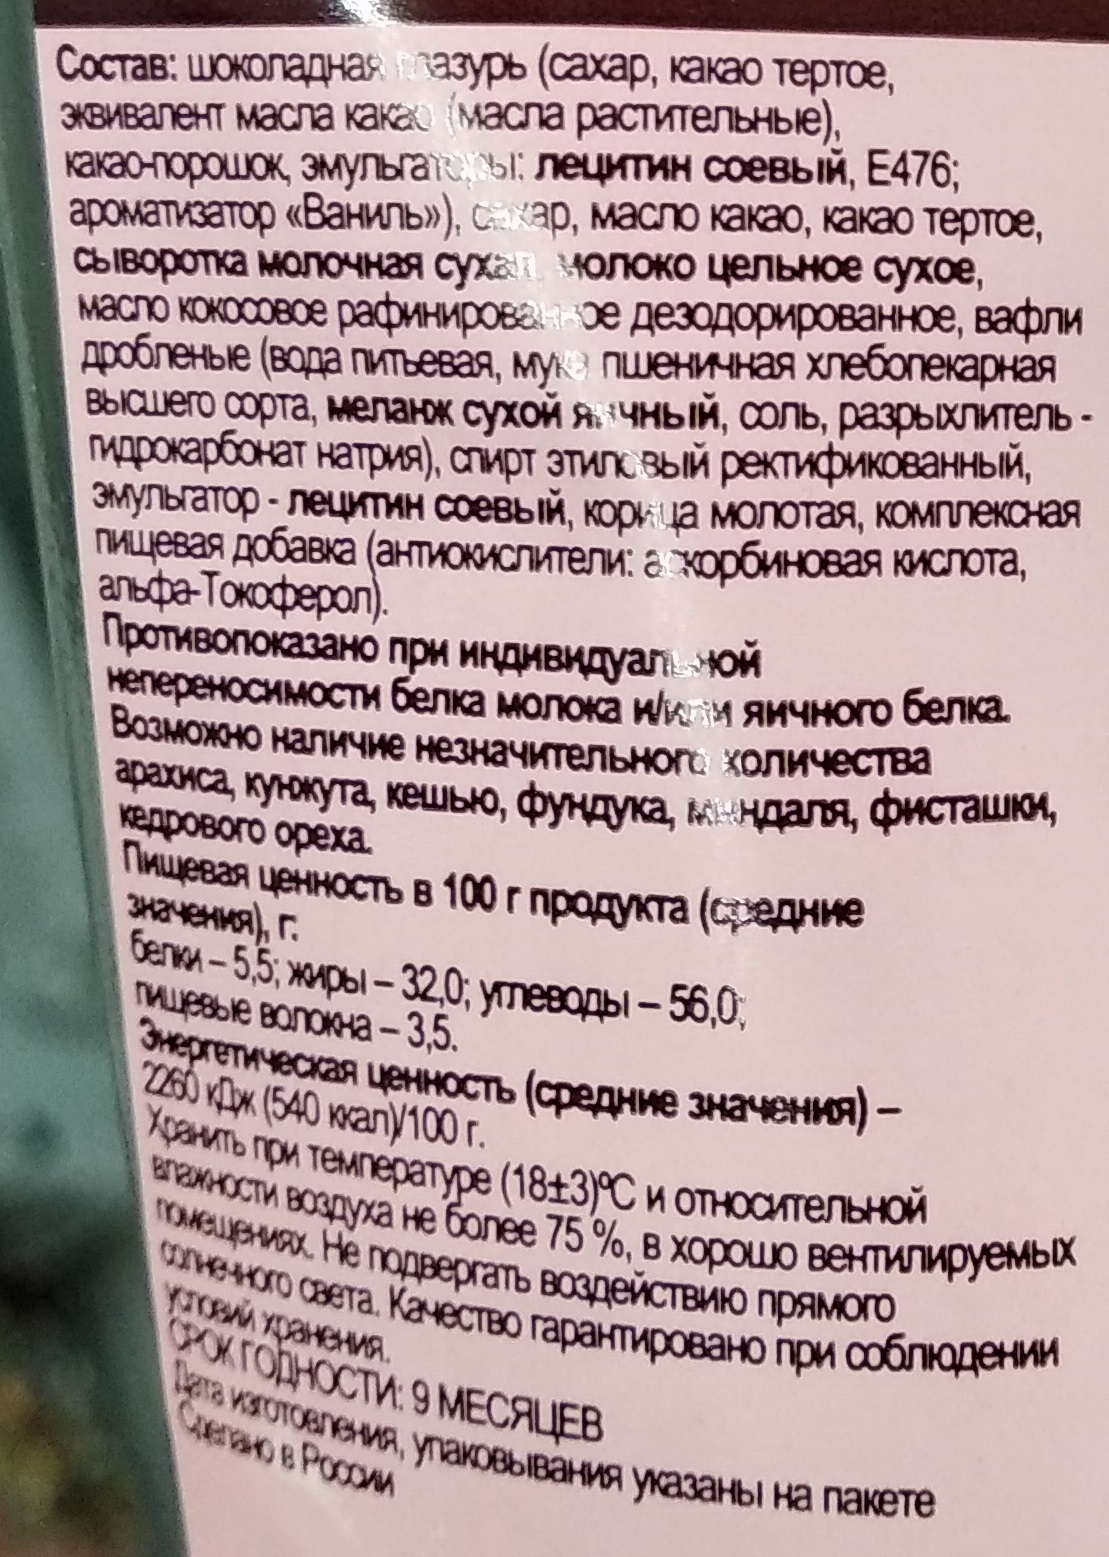 Состав: шоколадная глазурь (сахар, какао тертое,
эквивалент масла какао (масла растительные),
какао-порошок, эмульгаторы: лецитин соевый, Е476;
ароматизатор «Ваниль»), сахар, масло какао, какао тертое,
сыворотка молочная сухая, молоко цельное сухое,
масло кокосовое рафинированное дезодорированное, вафли
дробленые (вода питьевая, мука пшеничная хлебопекарная
высшего сорта, меланж сухой яичный, соль, разрыхлитель -
гидрокарбонат натрия), спирт этиловый ректификованный,
эмульгатор - лецитин соевый, корица молотая, комплексная
пищевая добавка (антиокислители: аскорбиновая кислота,
альфа-Токоферол).
Противопоказано при индивидуальной
непереносимости белка молока и/или яичного белка.
Возможно наличие незначительного количества
арахиса, кунжута, кешью, фундука, миндаля, фисташки,
кедрового ореха.
Пищевая ценность в 100 г продукта (средние
значения), г:
белки – 5,5; жиры – 32,0; углеводы – 56,0;
пищевые волокна – 3,5.
Энергетическая ценность (средние значения) –
2260 кДж (540 ккал)/100 г.
Хранить при температуре (18±3)°С и относительной
влажности воздуха не более 75 %, в хорошо вентилируемых
помещениях. Не подвергать воздействию прямого
солнечного света. Качество гарантировано при соблюдении
условий хранения.
СРОК ГОДНОСТИ: 9 МЕСЯЦЕВ
Дата изготовления, упаковывания указаны на пакете
Сделано в России